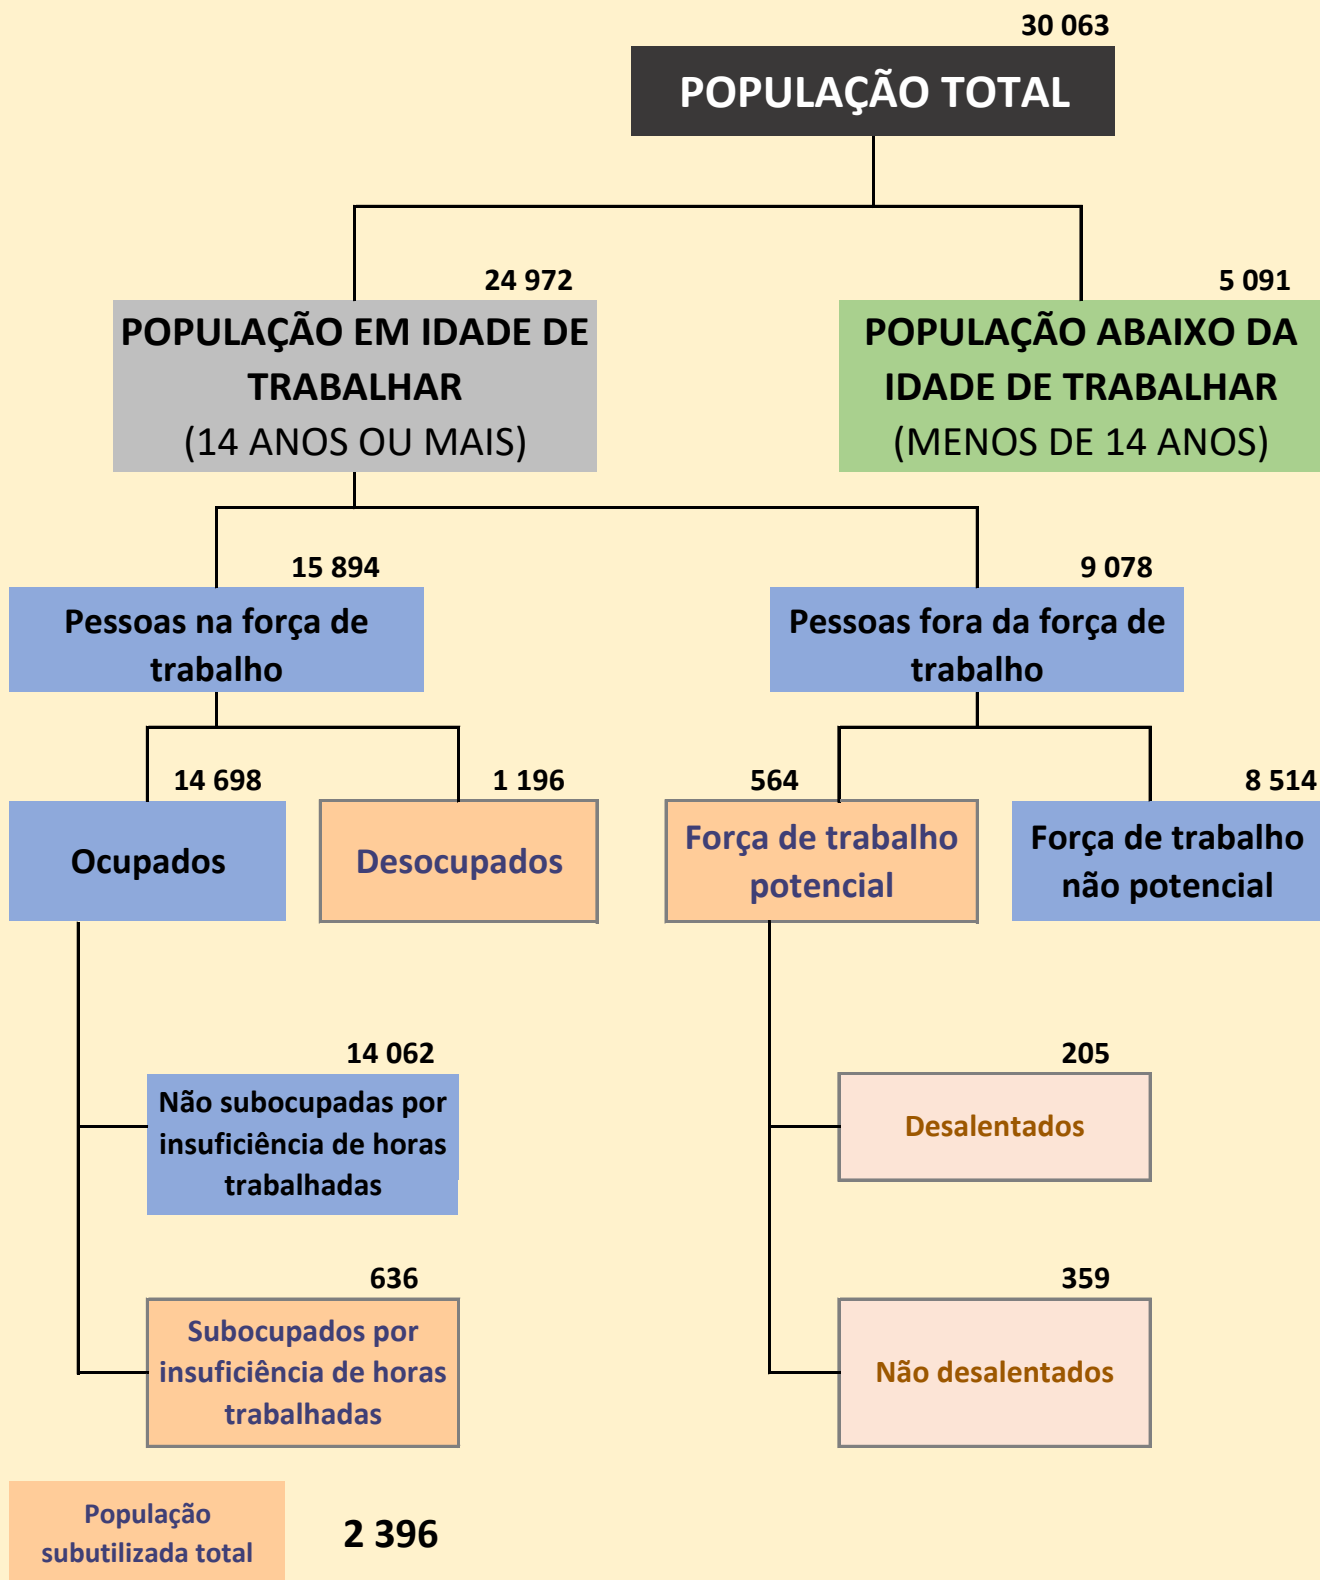 30 063
POPULAÇÃO TOTAL
24 972
POPULAÇÃO EM IDADE DE
TRABALHAR
(14 ANOS OU MAIS)
5 091
POPULAÇÃO ABAIXO DA
IDADE DE TRABALHAR
(MENOS DE 14 ANOS)
15 894
Pessoas na força de
trabalho
9 078
Pessoas fora da força de
trabalho
14 698
Ocupados
1 196
Desocupados
564
Força de trabalho
potencial
8 514
Força de trabalho
não potencial
14 062
Não subocupadas por
insuficiência de horas
trabalhadas
205
Desalentados
636
Subocupados por
insuficiência de horas
trabalhadas
359
Não desalentados
População
subutilizada total
2 396